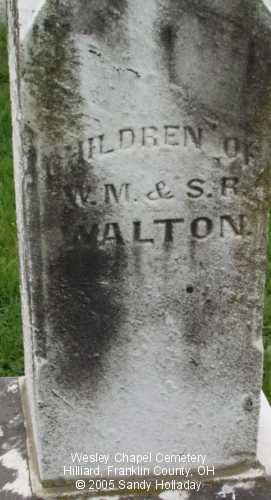 CHILDREN OF
W. M. & S. R.
WALTON.
Wesley Chapel Cemetery
Hilliard, Franklin County, OH
© 2005 Sandy Holladay